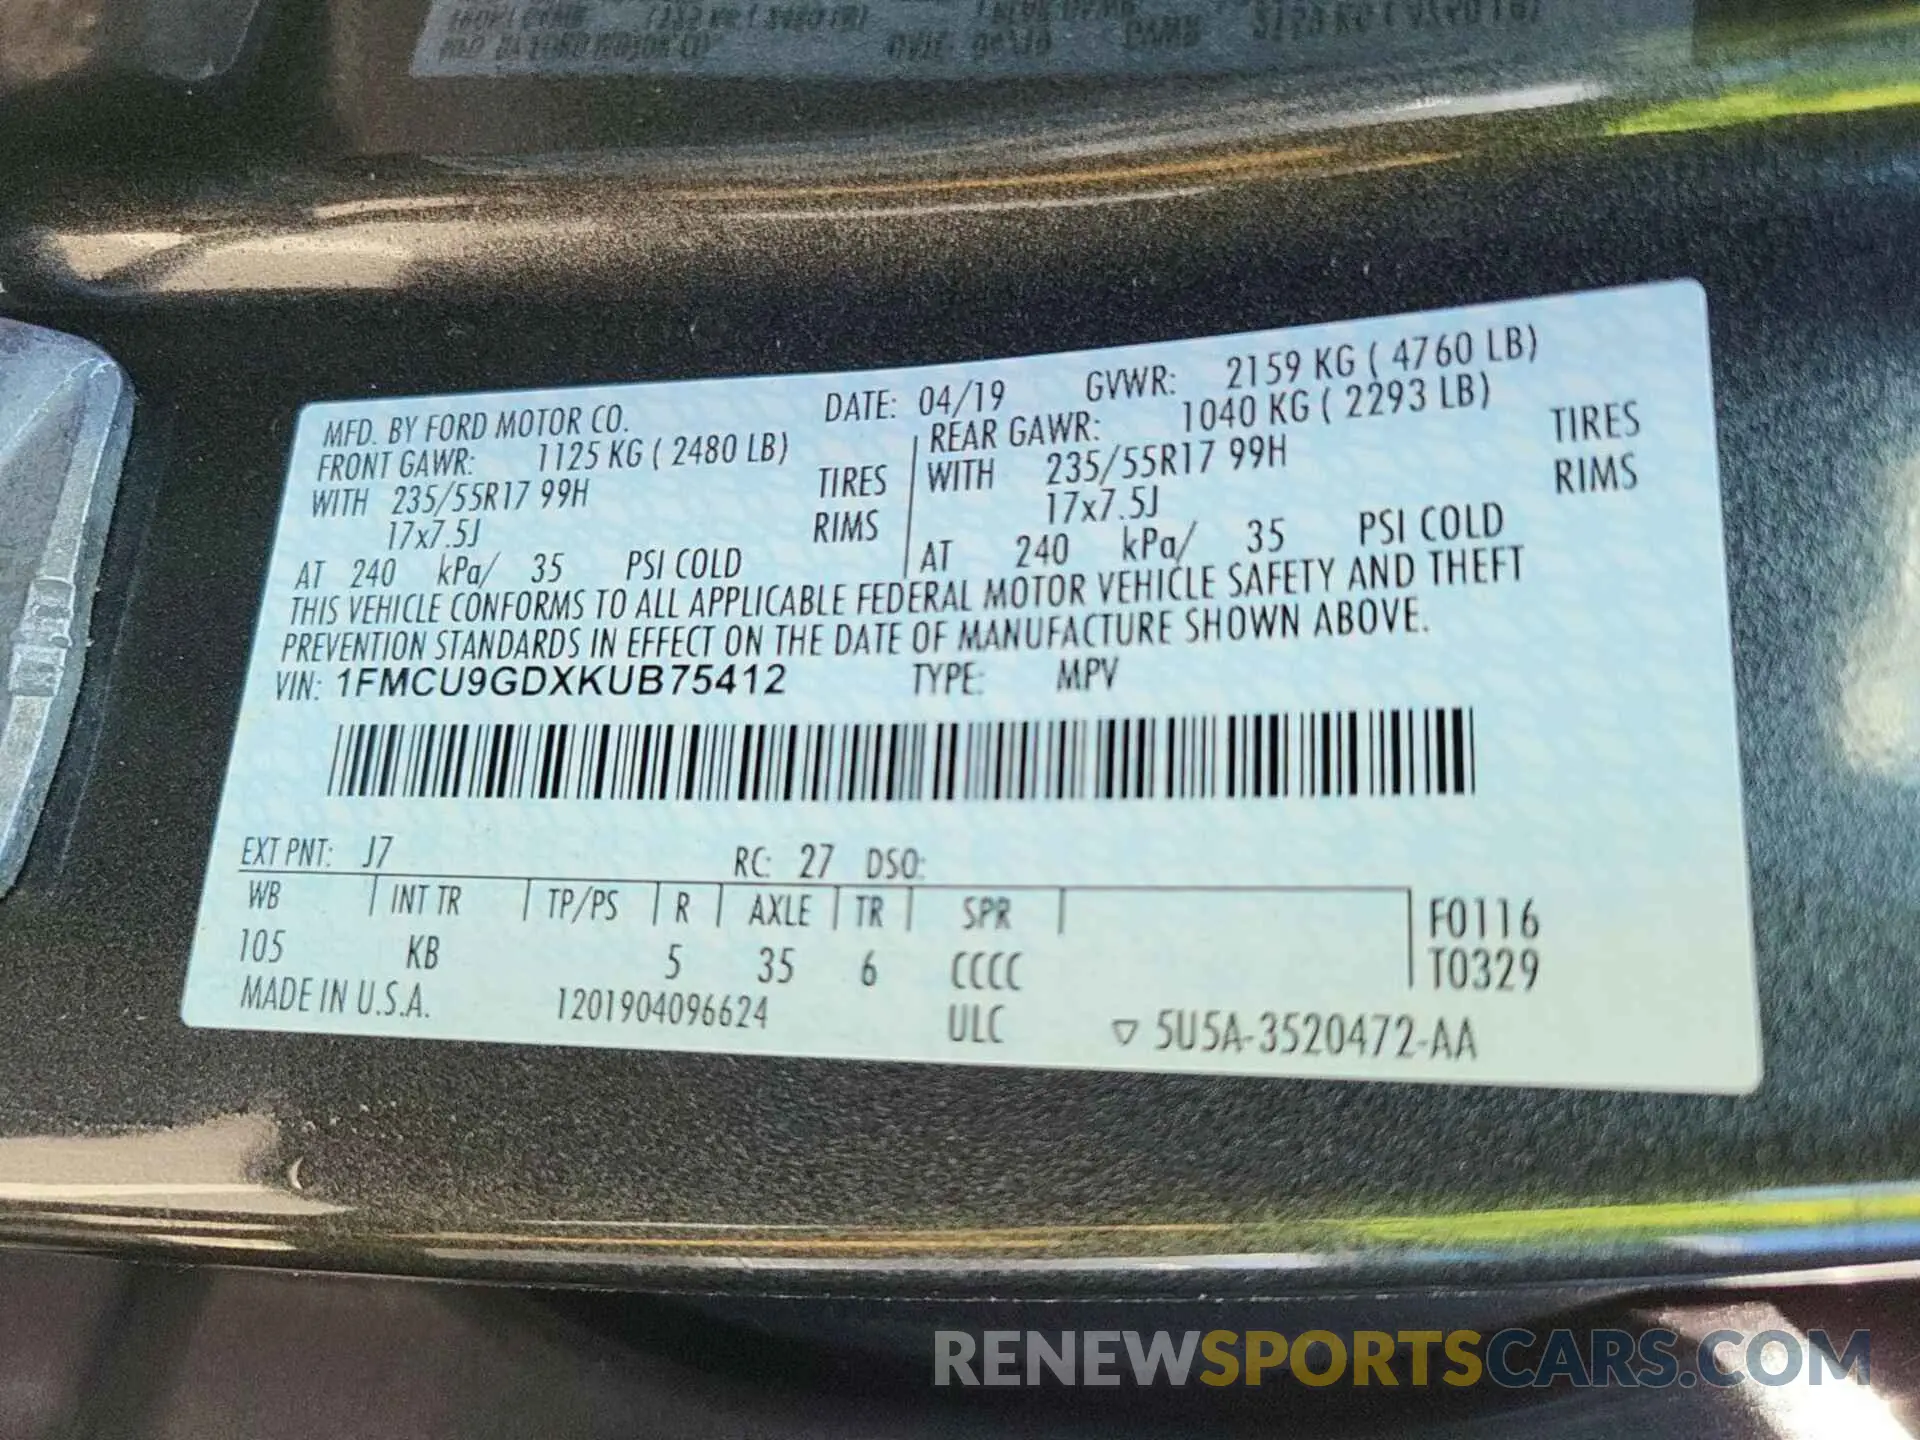 MFD. BY FORD MOTOR CO. DATE: 04/19 GVWR: 2159 KG ( 4760 LB)
FRONT GAWR: 1125 KG ( 2480 LB) REAR GAWR: 1040 KG ( 2293 LB)
WITH 235/55R17 99H TIRES WITH 235/55R17 99H TIRES
17x7.5J RIMS 17x7.5J RIMS
AT 240 kPa/ 35 PSI COLD AT 240 kPa/ 35 PSI COLD
THIS VEHICLE CONFORMS TO ALL APPLICABLE FEDERAL MOTOR VEHICLE SAFETY AND THEFT
PREVENTION STANDARDS IN EFFECT ON THE DATE OF MANUFACTURE SHOWN ABOVE.
VIN: 1FMCU9GDXKUB75412 TYPE: MPV
EXT PNT: J7 RC: 27 DSO:
WB INT TR TP/PS R AXLE TR SPR F0116
105 KB 5 35 6 CCCC T0329
MADE IN U.S.A. 1201904096624 ULC ▽ 5U5A-3520472-AA
RENEWSPORTSCARS.COM